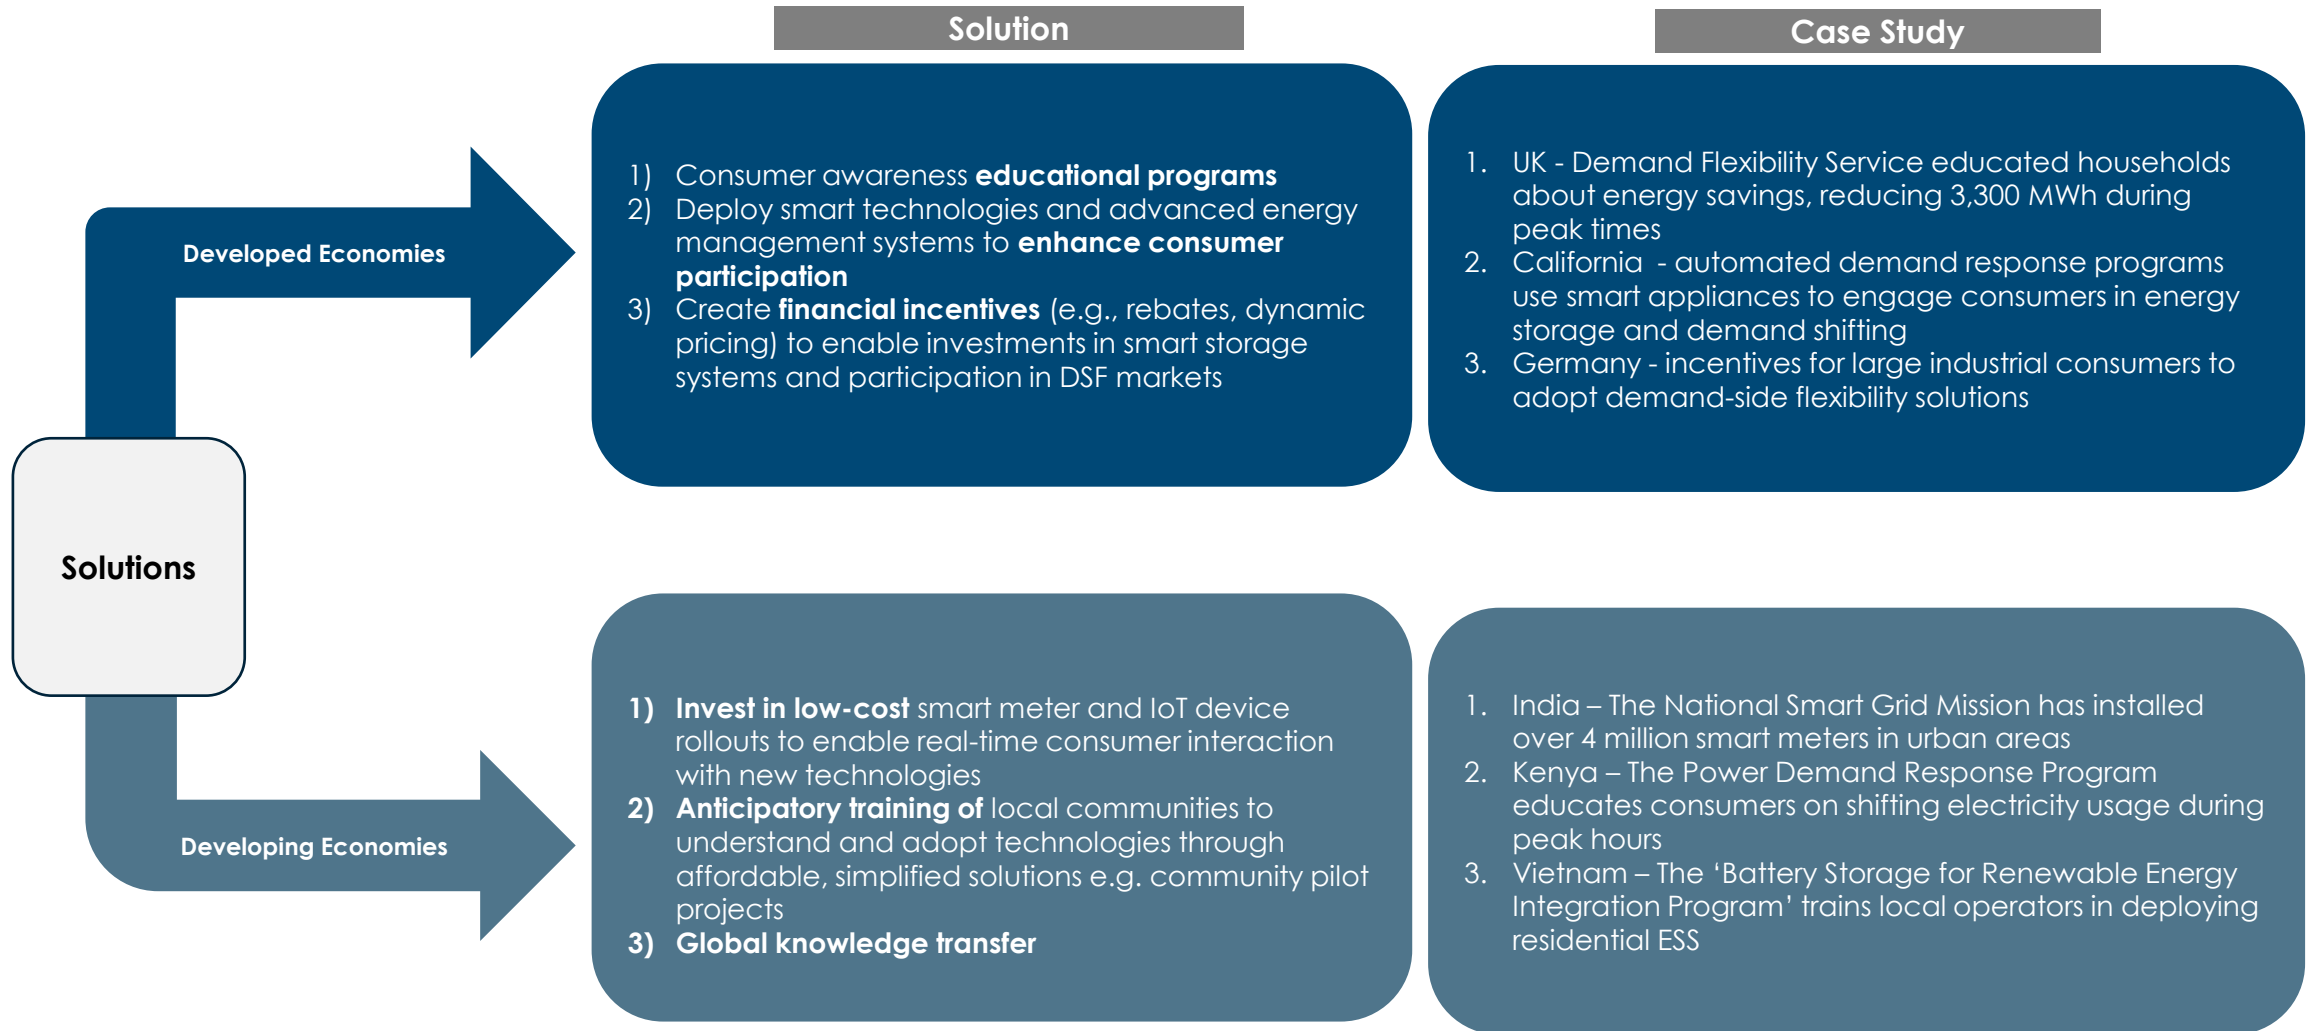 Solution
Case Study
Developed Economies
1) Consumer awareness educational programs
2) Deploy smart technologies and advanced energy
management systems to enhance consumer
participation
3) Create financial incentives (e.g., rebates, dynamic
pricing) to enable investments in smart storage
systems and participation in DSF markets
1. UK - Demand Flexibility Service educated households
about energy savings, reducing 3,300 MWh during
peak times
2. California  - automated demand response programs
use smart appliances to engage consumers in energy
storage and demand shifting
3. Germany - incentives for large industrial consumers to
adopt demand-side flexibility solutions
Solutions
Developing Economies
1) Invest in low-cost smart meter and IoT device
rollouts to enable real-time consumer interaction
with new technologies
2) Anticipatory training of local communities to
understand and adopt technologies through
affordable, simplified solutions e.g. community pilot
projects
3) Global knowledge transfer
1. India – The National Smart Grid Mission has installed
over 4 million smart meters in urban areas
2. Kenya – The Power Demand Response Program
educates consumers on shifting electricity usage during
peak hours
3. Vietnam – The ‘Battery Storage for Renewable Energy
Integration Program’ trains local operators in deploying
residential ESS